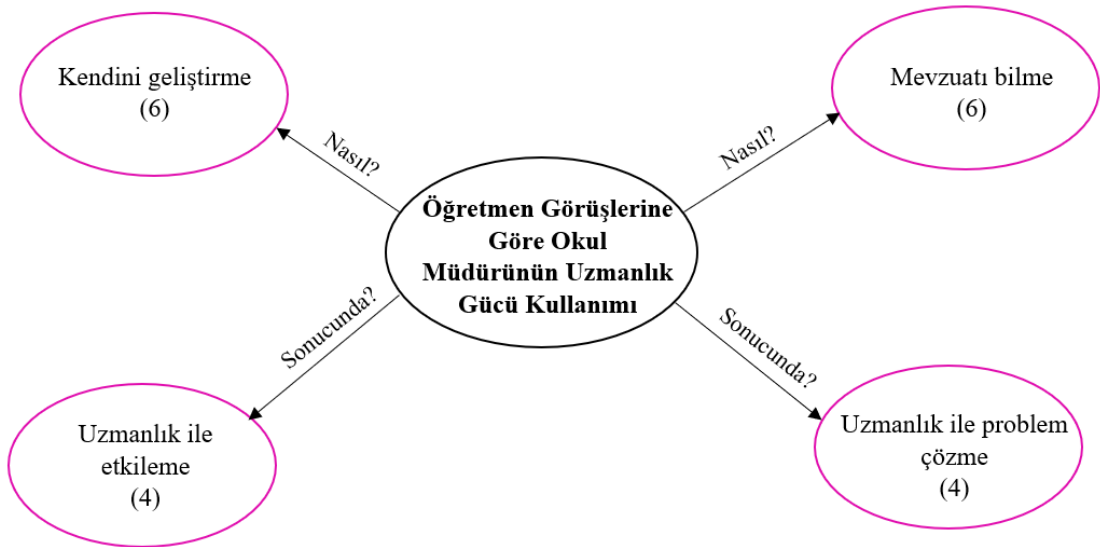 Kendini geliştirme
(6)
Mevzuatı bilme
(6)
Nasıl?
Nasıl?
Öğretmen Görüşlerine
Göre Okul
Müdürünün Uzmanlık
Gücü Kullanımı
Sonucunda?
Sonucunda?
Uzmanlık ile
etkileme
(4)
Uzmanlık ile problem
çözme
(4)